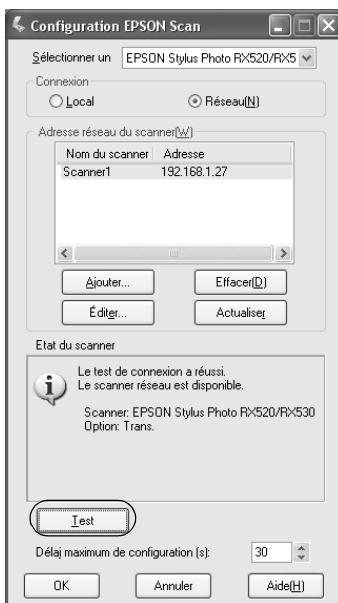 Configuration EPSON Scan
Sélectionner un EPSON Stylus Photo RX520/RX5
Connexion
Local Réseau(N)
Adresse réseau du scanner(W)
Nom du scanner Adresse
Scanner1 192.168.1.27
Ajouter... Effacer(D)
Éditer... Actualiser
Etat du scanner
Le test de connexion a réussi.
Le scanner réseau est disponible.
Scanner: EPSON Stylus Photo RX520/RX530
Option: Trans.
Test
Délai maximum de configuration (s): 30
OK Annuler Aide(H)